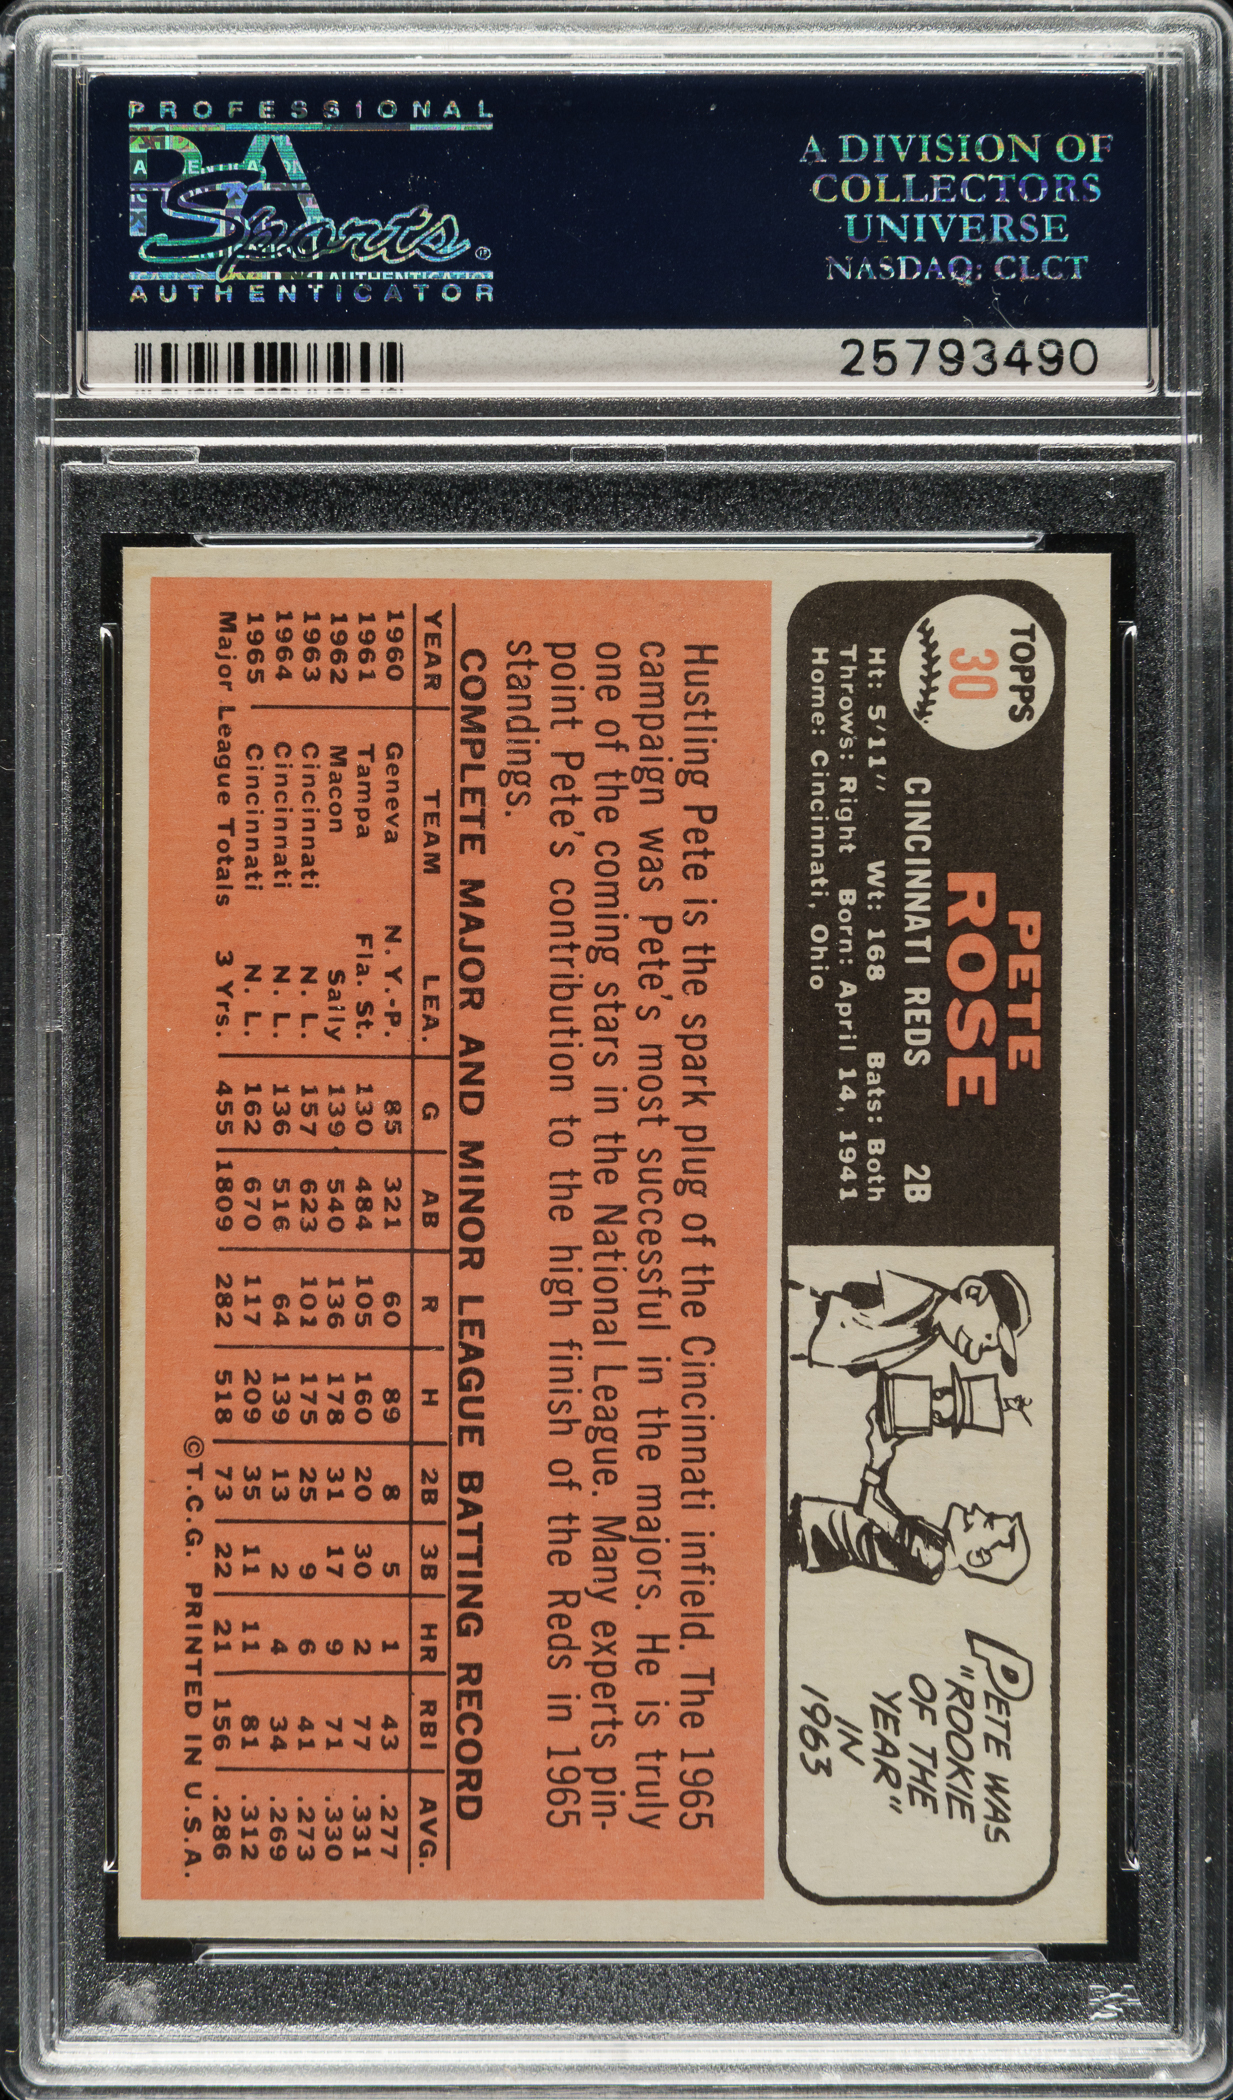 PROFESSIONAL
PSA
Sports
AUTHENTICATOR
A DIVISION OF
COLLECTORS
UNIVERSE
NASDAQ: CLCT
25793490
TOPPS
30
PETE
ROSE
CINCINNATI REDS 2B
Ht: 5'11" Wt: 168 Bats: Both
Throws: Right Born: April 14, 1941
Home: Cincinnati, Ohio
PETE WAS
"ROOKIE
OF THE
YEAR"
IN
1963
Hustling Pete is the spark plug of the Cincinnati infield. The 1965
campaign was Pete's most successful in the majors. He is truly
one of the coming stars in the National League. Many experts pin-
point Pete's contribution to the high finish of the Reds in 1965
standings.
COMPLETE MAJOR AND MINOR LEAGUE BATTING RECORD
YEAR TEAM LEA. G AB R H 2B 3B HR RBI AVG.
1960 Geneva N. Y.-P. 85 321 60 89 8 5 1 43 .277
1961 Tampa Fla. St. 130 484 105 160 20 30 2 77 .331
1962 Macon Sally 139 540 136 178 31 17 9 71 .330
1963 Cincinnati N. L. 157 623 101 175 25 9 6 41 .273
1964 Cincinnati N. L. 136 516 64 139 13 2 4 34 .269
1965 Cincinnati N. L. 162 670 117 209 35 11 11 81 .312
Major League Totals 3 Yrs. 455 1809 282 518 73 22 21 156 .286
©T.C.G. PRINTED IN U.S.A.